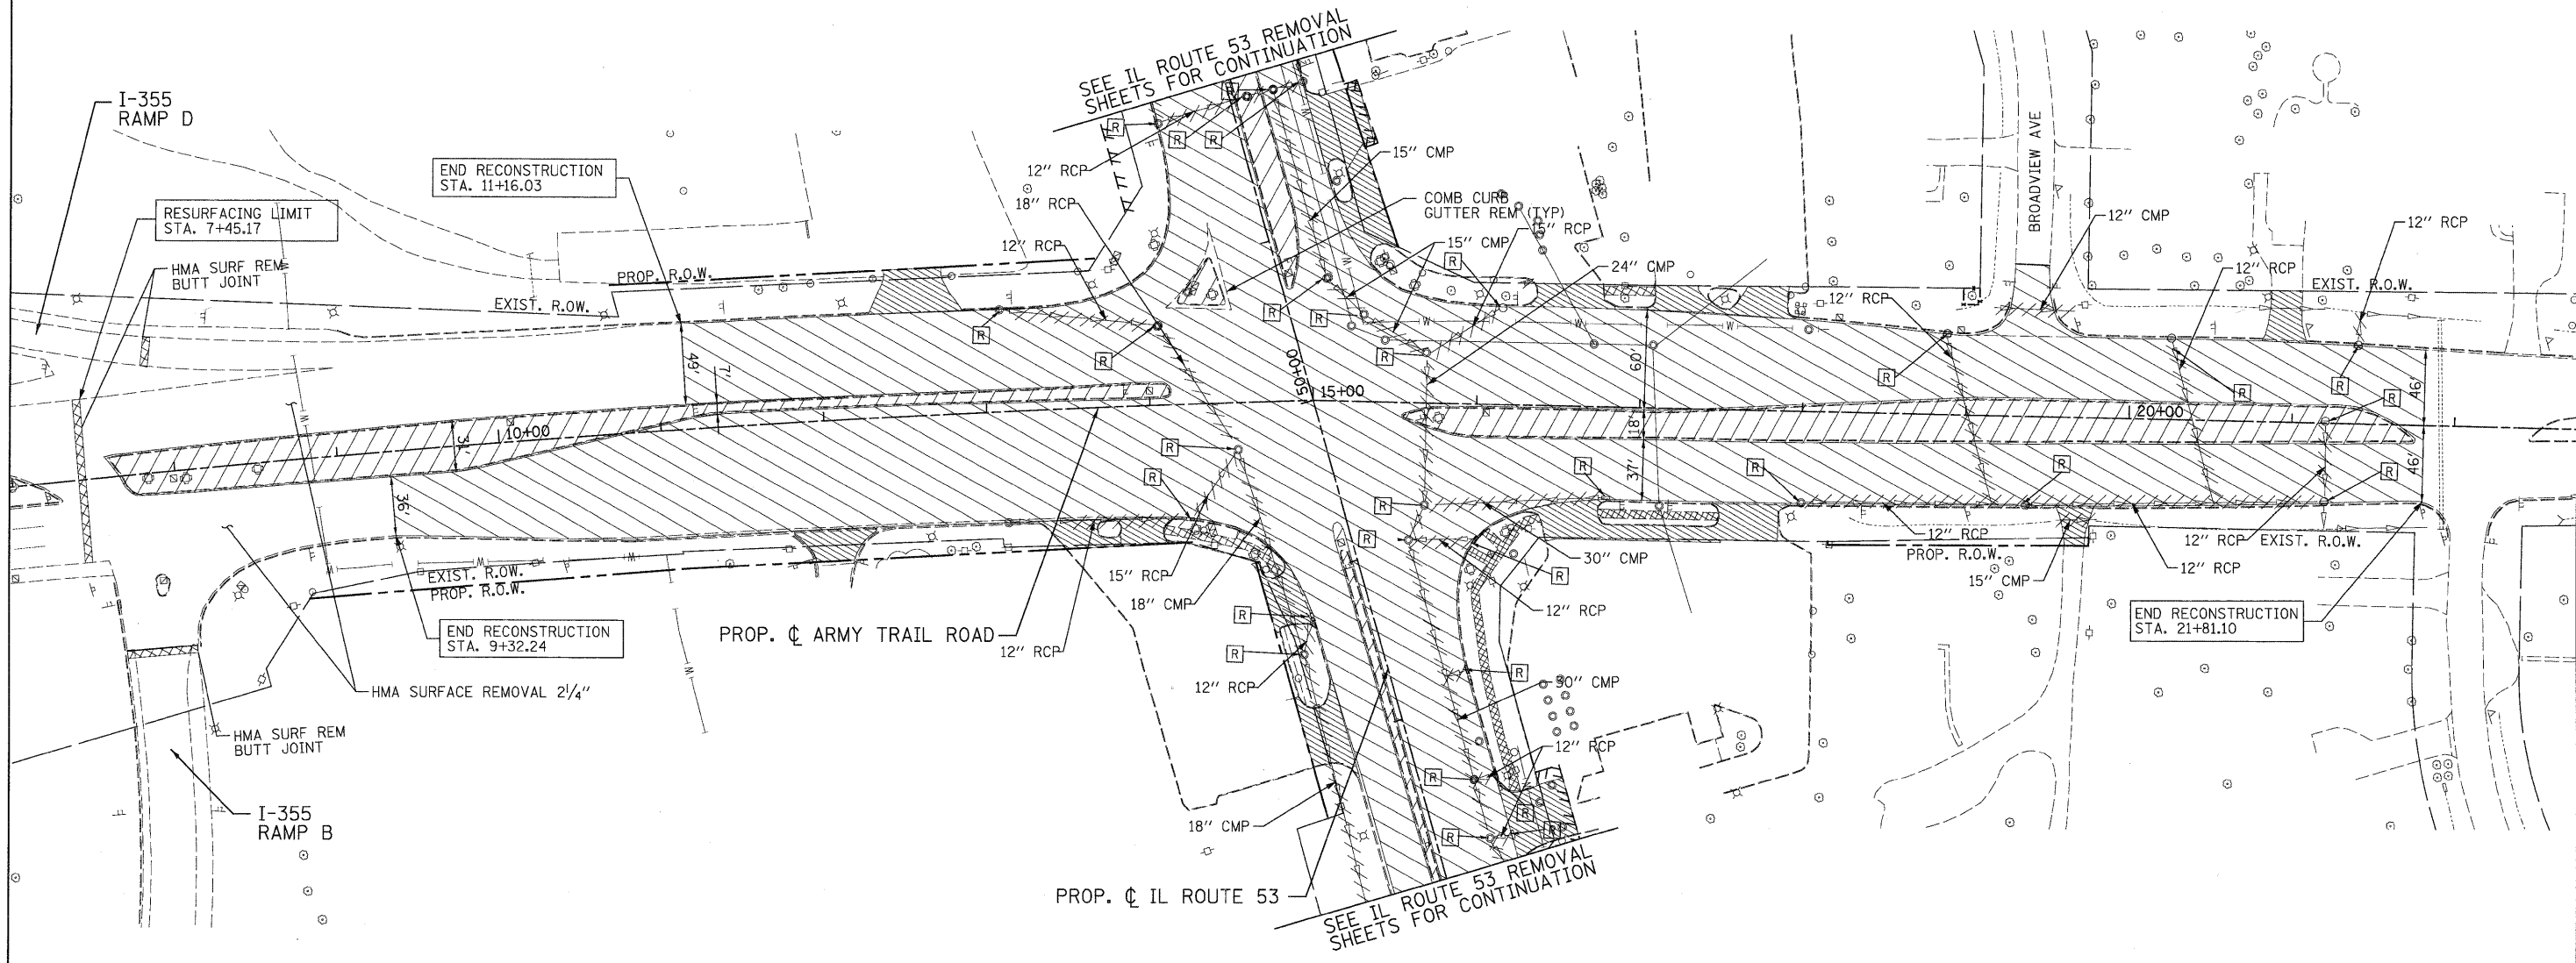 SEE IL ROUTE 53 REMOVAL
SHEETS FOR CONTINUATION
I-355
RAMP D
END RECONSTRUCTION
STA. 11+16.03
RESURFACING LIMIT
STA. 7+45.17
HMA SURF REM
BUTT JOINT
PROP. R.O.W.
EXIST. R.O.W.
12" RCP
18" RCP
12" RCP
15" CMP
COMB CURB
GUTTER REM (TYP)
15" CMP
15" RCP
24" CMP
BROADVIEW AVE
12" CMP
12" RCP
12" RCP
12" RCP
EXIST. R.O.W.
R
R
R
R
R
R
R
R
R
R
R
R
R
R
49'
7'
31'
36'
10+00
50+00
15+00
20+00
60'
18'
37'
46'
46'
R
R
R
R
R
R
R
R
EXIST. R.O.W.
PROP. R.O.W.
END RECONSTRUCTION
STA. 9+32.24
HMA SURFACE REMOVAL 2 1/4"
HMA SURF REM
BUTT JOINT
I-355
RAMP B
PROP. ℄ ARMY TRAIL ROAD
12" RCP
15" RCP
18" CMP
12" RCP
18" CMP
30" CMP
12" RCP
30" CMP
12" RCP
R
R
R
R
R
R
R
R
12" RCP
PROP. R.O.W.
15" CMP
12" RCP
12" RCP
EXIST. R.O.W.
END RECONSTRUCTION
STA. 21+81.10
PROP. ℄ IL ROUTE 53
SEE IL ROUTE 53 REMOVAL
SHEETS FOR CONTINUATION